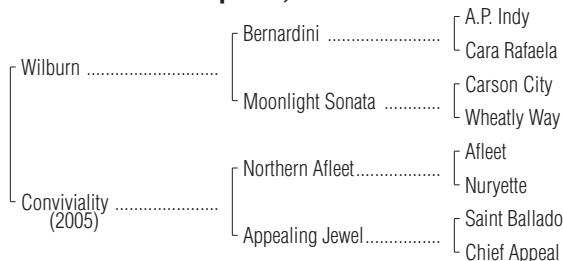 A.P. Indy
Bernardini ........................
Cara Rafaela
Wilburn ............................
Carson City
Moonlight Sonata ............
Wheatly Way
Afleet
Northern Afleet.................
Nuryette
Conviviality ......................
(2005)
Saint Ballado
Appealing Jewel...............
Chief Appeal